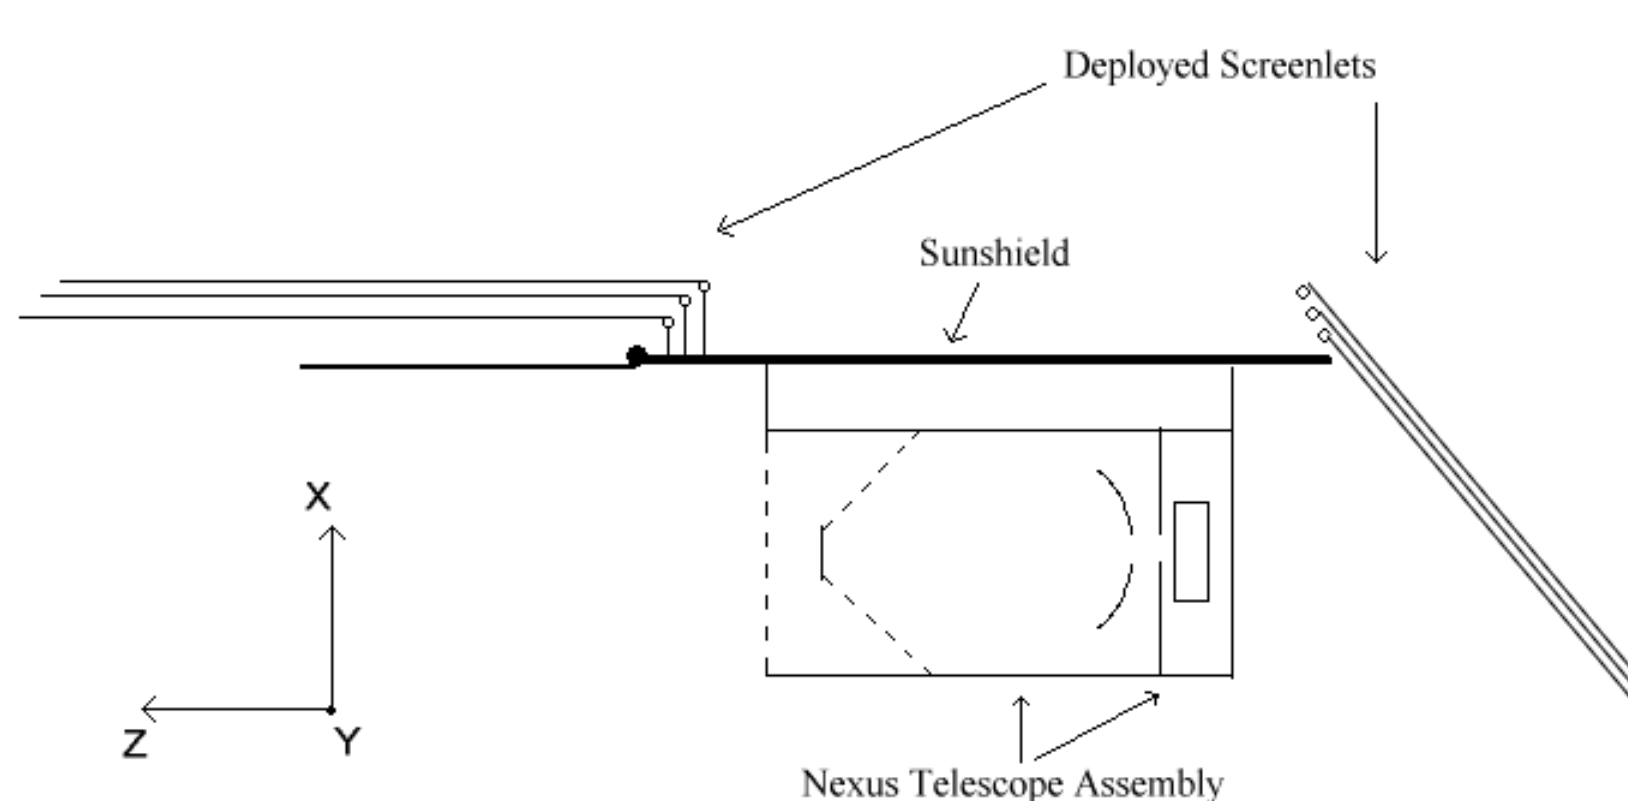 Deployed Screenlets
Sunshield
X
Z
Y
Nexus Telescope Assembly